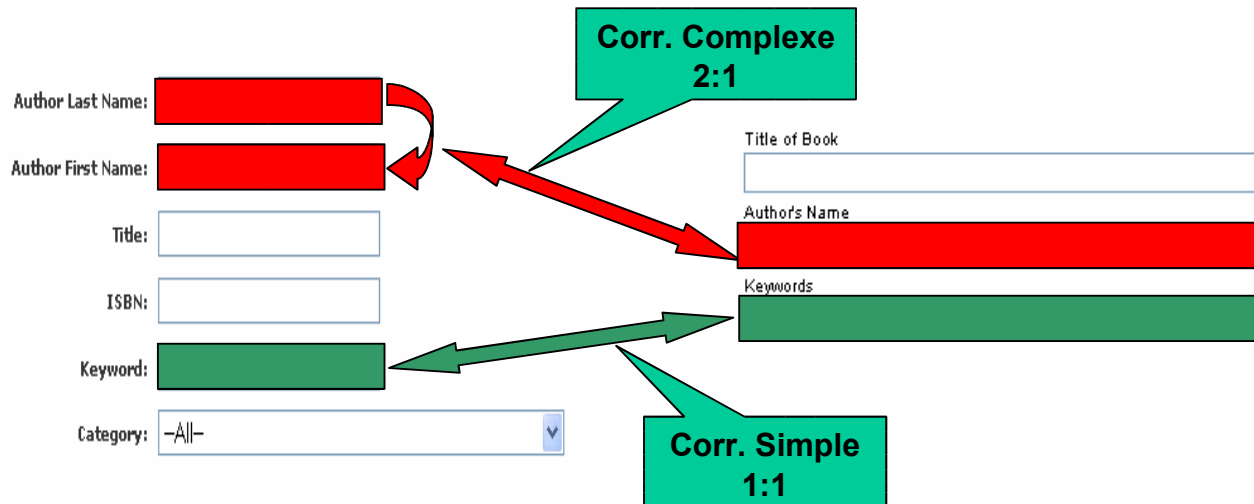 Corr. Complexe
2:1
Author Last Name:
Author First Name:
Title:
ISBN:
Keyword:
Category:
--All--
Title of Book
Author's Name
Keywords
Corr. Simple
1:1